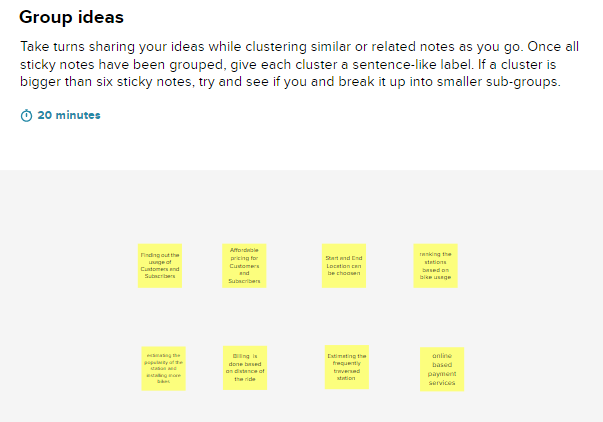 Group ideas
Take turns sharing your ideas while clustering similar or related notes as you go. Once all
sticky notes have been grouped, give each cluster a sentence-like label. If a cluster is
bigger than six sticky notes, try and see if you and break it up into smaller sub-groups.
20 minutes
Finding out the
usage of
Customers and
Subscribers
Affordable
pricing for
Customers
and
Subscribers
Start and End
Location can
be choosen
ranking the
stations
based on
bike usage
estimating the
popularity of the
station and
installing more
bikes
Billing is
done based
on distance of
the ride
Estimating the
frequently
traversed
station
online
based
payment
services